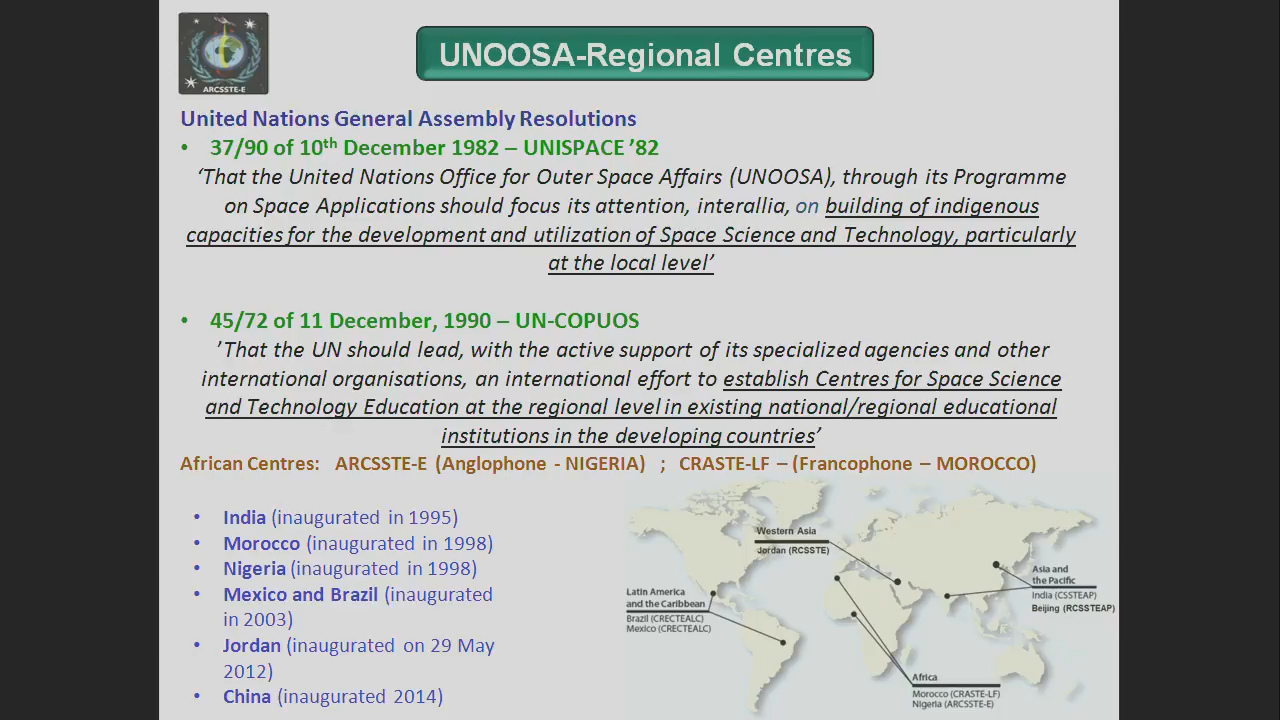 ARCSSTE-E
UNOOSA-Regional Centres
United Nations General Assembly Resolutions
• 37/90 of 10th December 1982 – UNISPACE ’82
‘That the United Nations Office for Outer Space Affairs (UNOOSA), through its Programme
on Space Applications should focus its attention, interallia, on building of indigenous
capacities for the development and utilization of Space Science and Technology, particularly
at the local level’
• 45/72 of 11 December, 1990 – UN-COPUOS
’That the UN should lead, with the active support of its specialized agencies and other
international organisations, an international effort to establish Centres for Space Science
and Technology Education at the regional level in existing national/regional educational
institutions in the developing countries’
African Centres: ARCSSTE-E (Anglophone - NIGERIA) ; CRASTE-LF – (Francophone – MOROCCO)
• India (inaugurated in 1995)
• Morocco (inaugurated in 1998)
• Nigeria (inaugurated in 1998)
• Mexico and Brazil (inaugurated
in 2003)
• Jordan (inaugurated on 29 May
2012)
• China (inaugurated 2014)
Western Asia
Jordan (RCSSTE)
Asia and
the Pacific
India (CSSTEAP)
Beijing (RCSSTEAP)
Latin America
and the Caribbean
Brazil (CRECTEALC)
Mexico (CRECTEALC)
Africa
Morocco (CRASTE-LF)
Nigeria (ARCSSTE-E)